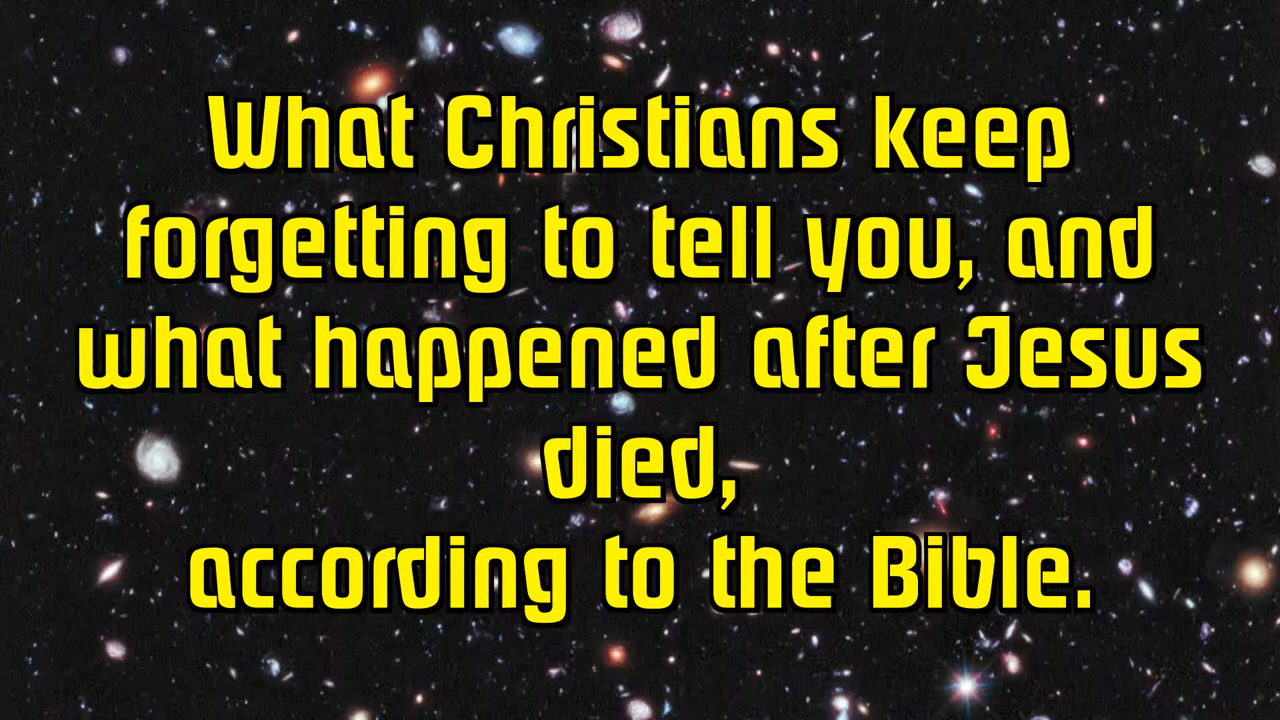 What Christians keep
forgetting to tell you, and
what happened after Jesus
died,
according to the Bible.